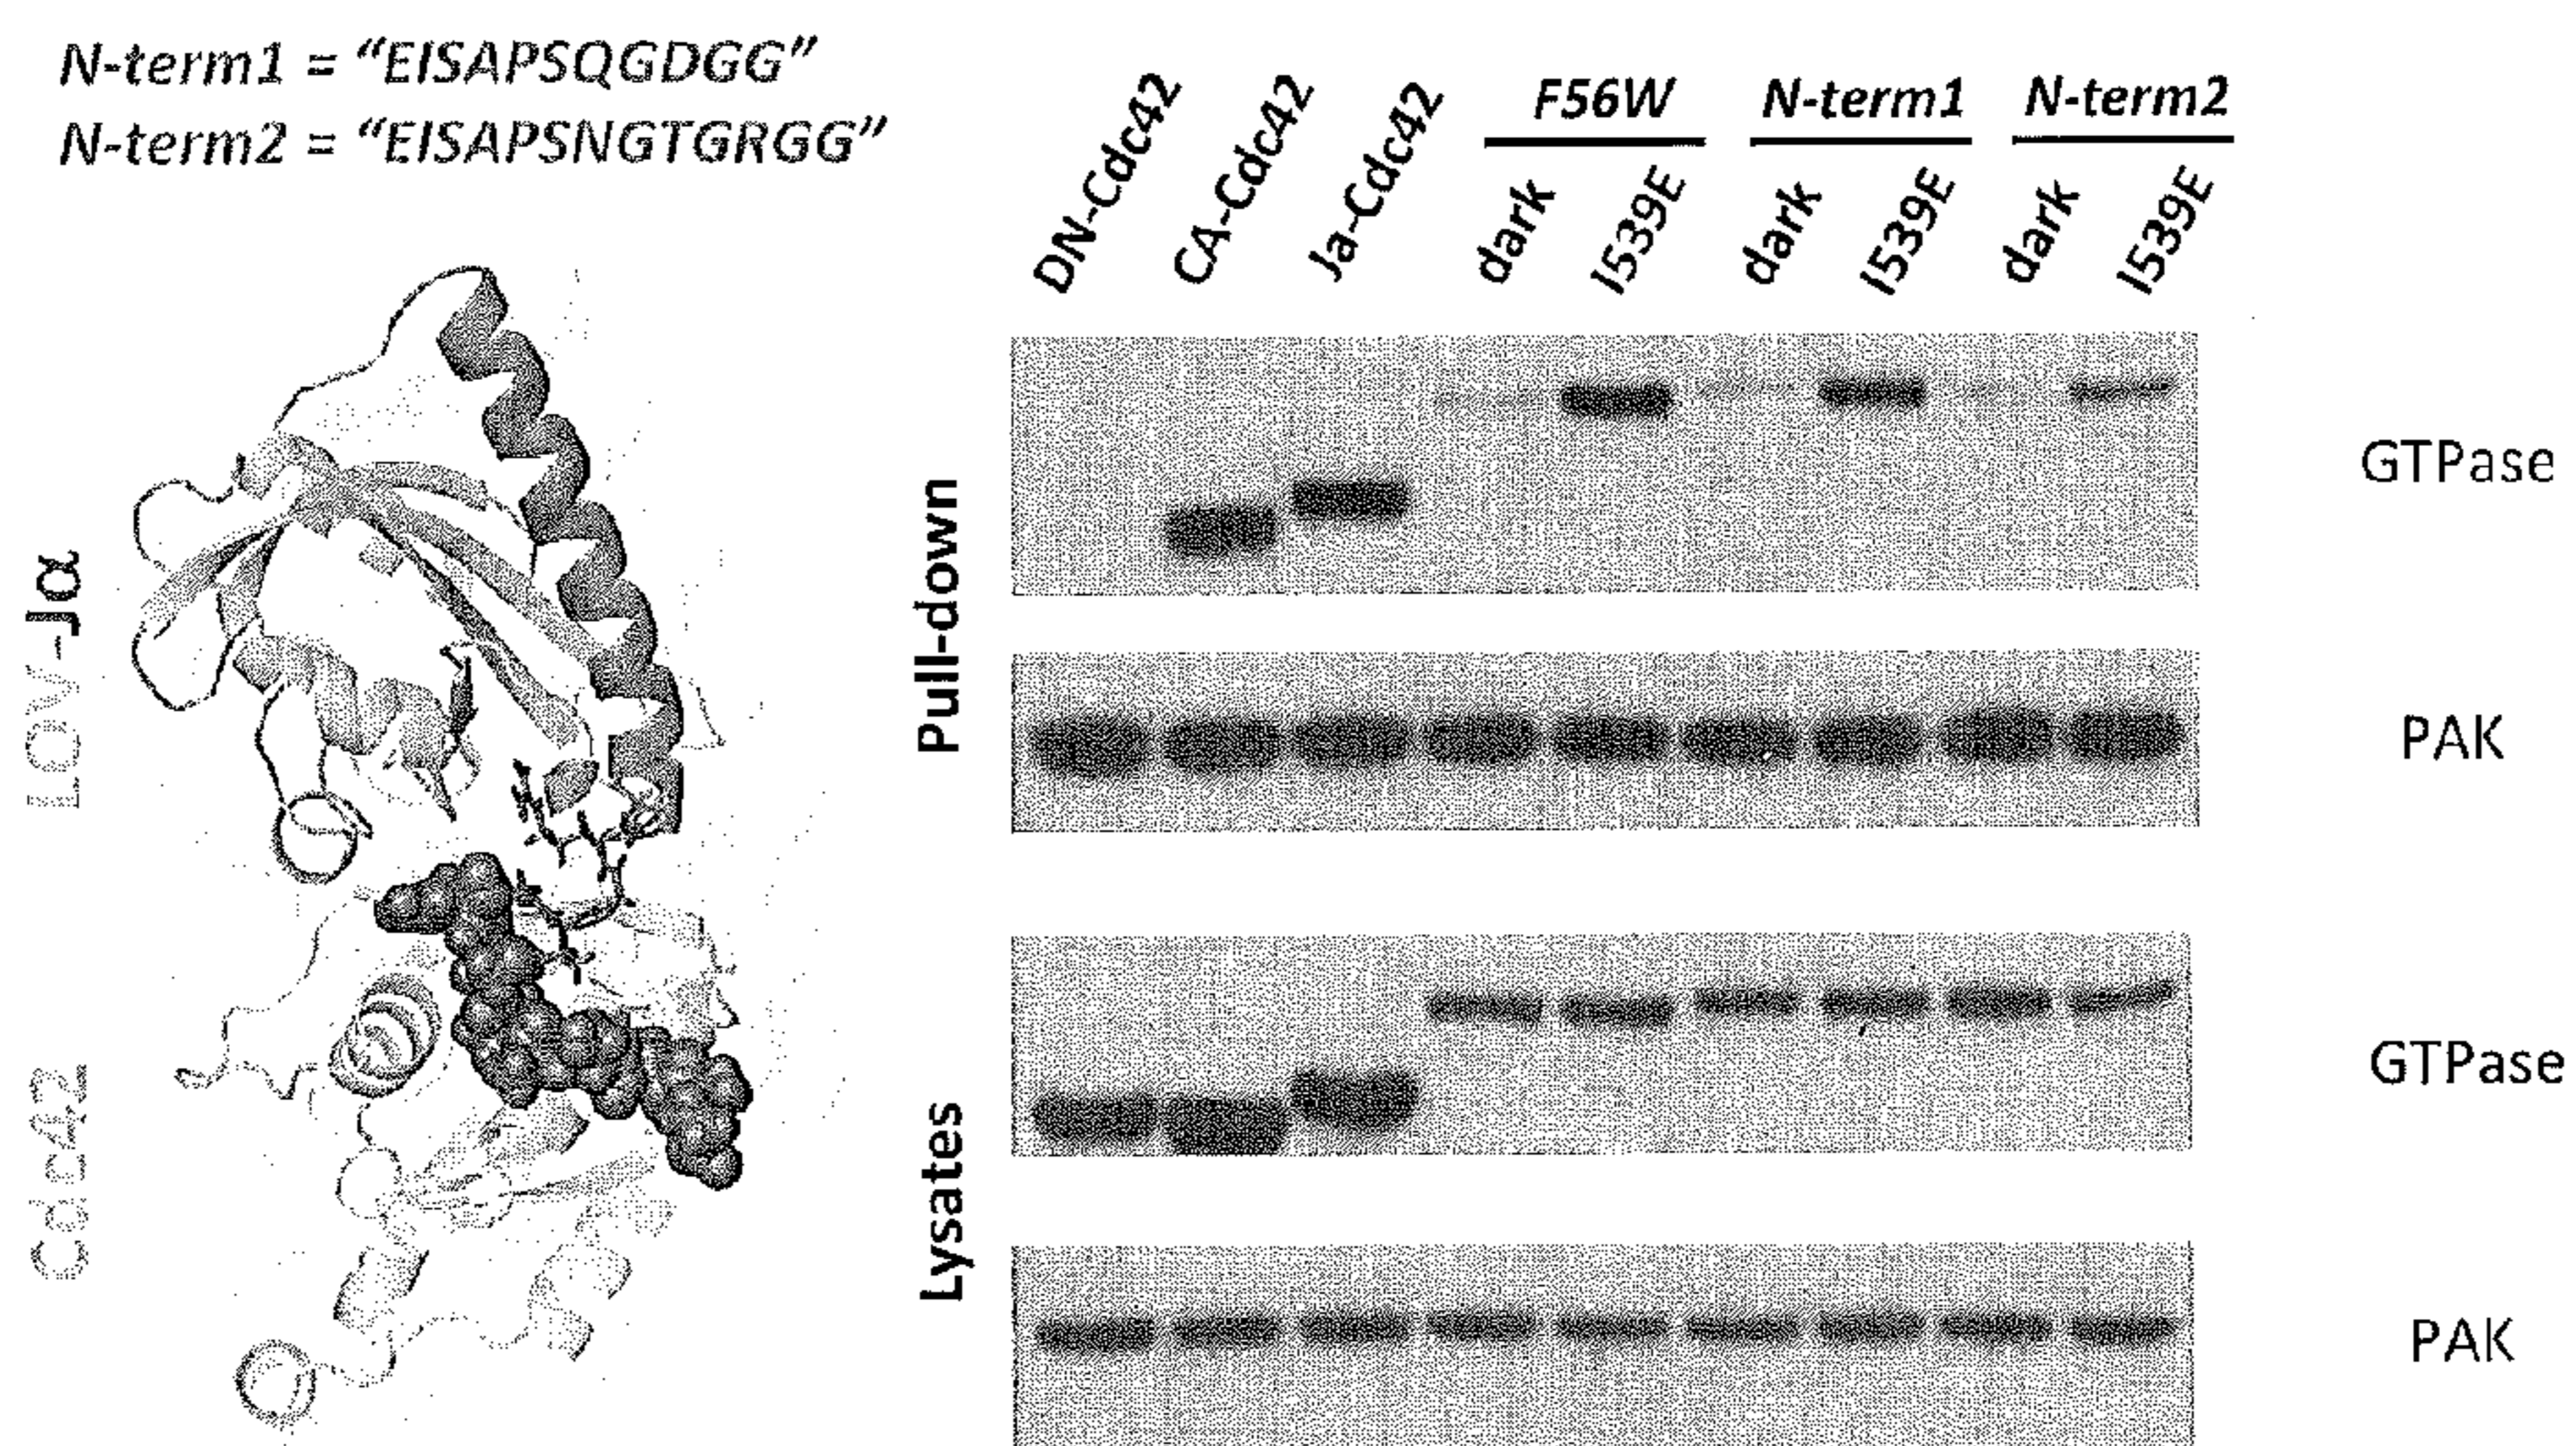 N-term1 = “EISAPSQGDGG”
N-term2 = “EISAPSNGTGRGG”
LOV-Jα
Cdc42
DN-Cdc42
CA-Cdc42
Ja-Cdc42
F56W
N-term1
N-term2
dark
I539E
dark
I539E
dark
I539E
Pull-down
GTPase
PAK
Lysates
GTPase
PAK